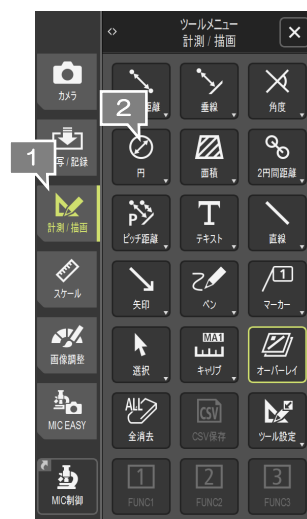 ツールメニュー
計測 / 描画
カメラ
1
写 / 記録
計測 / 描画
スケール
画像調整
MIC EASY
MIC制御
2
距離
垂線
角度
円
面積
2円間距離
P
ピッチ距離
T
テキスト
直線
矢印
ペン
1
マーカー
選択
MA1
キャリブ
オーバーレイ
ALL
全消去
CSV
CSV保存
ツール設定
1
FUNC1
2
FUNC2
3
FUNC3